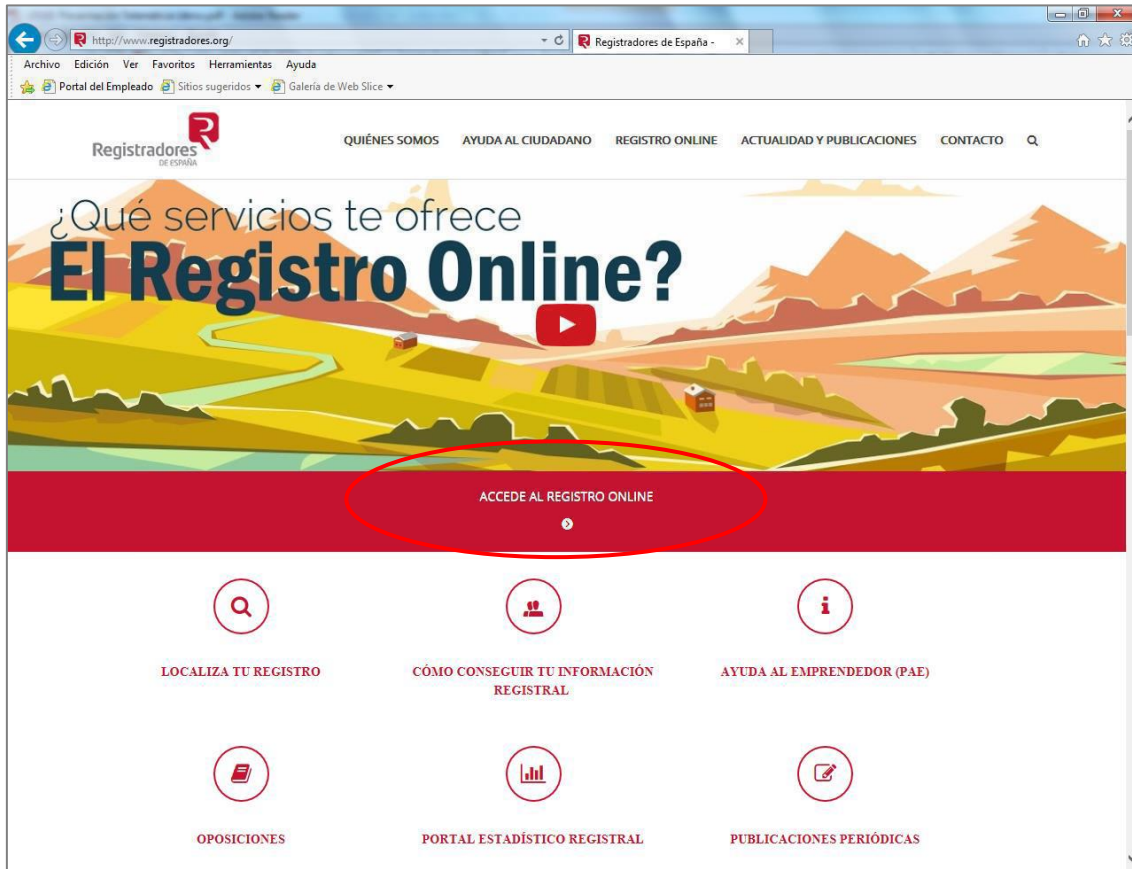 http://www.registradores.org/
Registradores de España -
Archivo Edición Ver Favoritos Herramientas Ayuda
Portal del Empleado Sitios sugeridos Galería de Web Slice
Registradores
DE ESPAÑA
QUIÉNES SOMOS AYUDA AL CIUDADANO REGISTRO ONLINE ACTUALIDAD Y PUBLICACIONES CONTACTO
¿Qué servicios te ofrece
El Registro Online?
ACCEDE AL REGISTRO ONLINE
LOCALIZA TU REGISTRO
CÓMO CONSEGUIR TU INFORMACIÓN
REGISTRAL
AYUDA AL EMPRENDEDOR (PAE)
OPOSICIONES
PORTAL ESTADÍSTICO REGISTRAL
PUBLICACIONES PERIÓDICAS